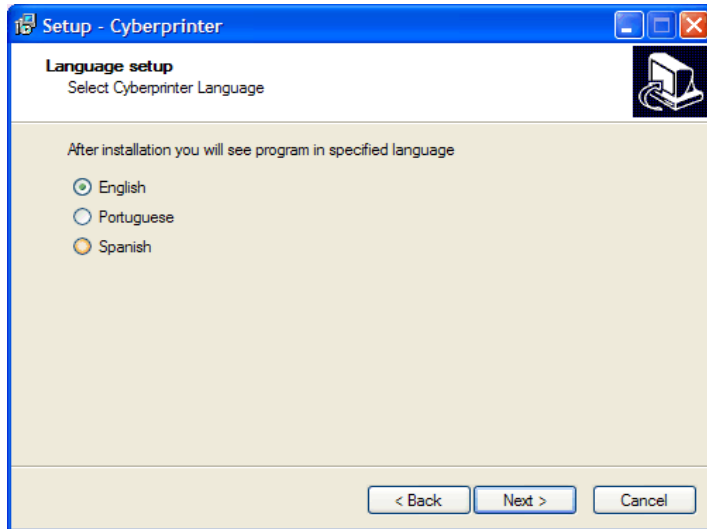 Setup - Cyberprinter
Language setup
Select Cyberprinter Language
After installation you will see program in specified language
English
Portuguese
Spanish
< Back
Next >
Cancel